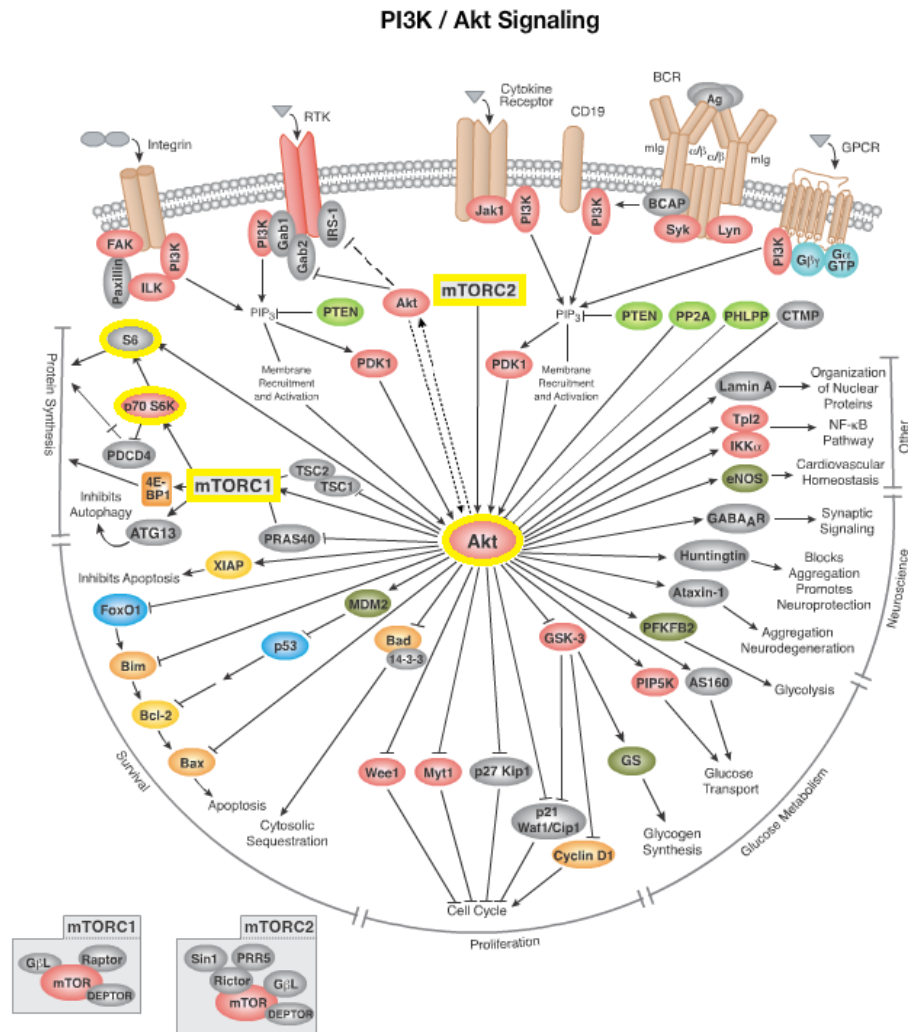 PI3K / Akt Signaling
Integrin
RTK
Cytokine
Receptor
CD19
BCR
Ag
mIg
α/β
α/β
mIg
GPCR
FAK
Paxillin
ILK
PI3K
PI3K
Gab1
Gab2
IRS-1
Jak1
PI3K
PI3K
BCAP
Syk
Lyn
PI3K
Gβγ
Gα
GTP
Akt
mTORC2
PIP3
PTEN
PIP3
PTEN
PP2A
PHLPP
CTMP
PDK1
PDK1
Membrane
Recruitment
and Activation
Membrane
Recruitment
and Activation
Protein Synthesis
S6
p70 S6K
PDCD4
4E-
BP1
mTORC1
TSC2
TSC1
Inhibits
Autophagy
ATG13
PRAS40
Akt
Lamin A
Organization
of Nuclear
Proteins
Tpl2
IKKα
NF-κB
Pathway
eNOS
Cardiovascular
Homeostasis
Other
GABAAR
Synaptic
Signaling
Huntingtin
Blocks
Aggregation
Promotes
Neuroprotection
Ataxin-1
Aggregation
Neurodegeneration
Neuroscience
PFKFB2
Glycolysis
PIP5K
AS160
Glucose
Transport
Glucose Metabolism
XIAP
Inhibits Apoptosis
FoxO1
Bim
Bcl-2
Bax
Apoptosis
MDM2
p53
Bad
14-3-3
Cytosolic
Sequestration
Survival
GSK-3
GS
Glycogen
Synthesis
Wee1
Myt1
p27 Kip1
p21
Waf1/Cip1
Cyclin D1
Cell Cycle
Proliferation
mTORC1
GβL
Raptor
mTOR
DEPTOR
mTORC2
Sin1
PRR5
Rictor
GβL
mTOR
DEPTOR